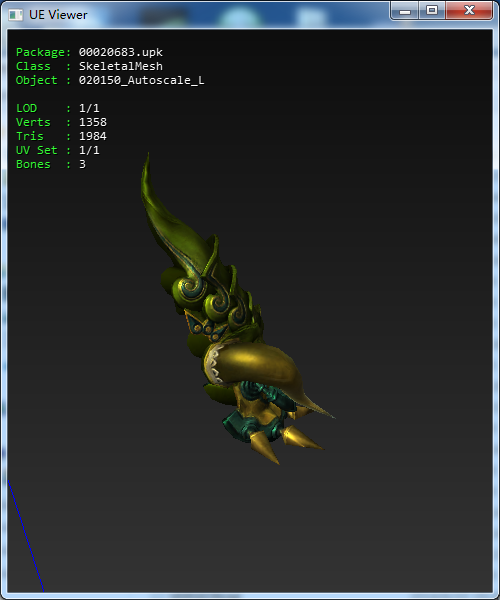 UE Viewer
Package: 00020683.upk
Class : SkeletalMesh
Object : 020150_Autoscale_L
LOD : 1/1
Verts : 1358
Tris : 1984
UV Set : 1/1
Bones : 3